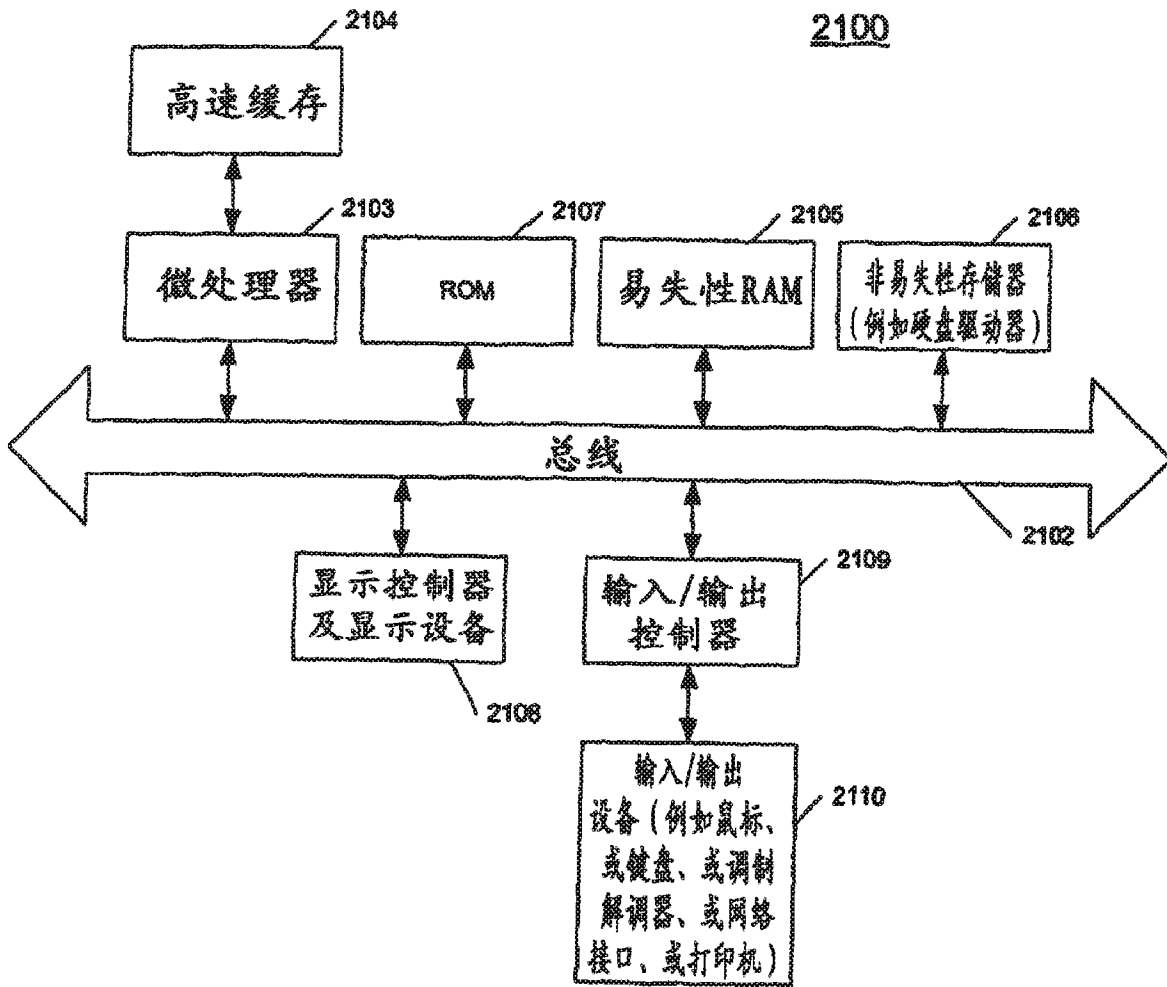 2104
2100
高速缓存
2103
2107
2105
2106
微处理器
ROM
易失性RAM
非易失性存储器
(例如硬盘驱动器)
总线
2102
2109
显示控制器
及显示设备
输入/输出
控制器
2108
输入/输出
设备(例如鼠标、
或键盘、或调制
解调器、或网络
接口、或打印机)
2110